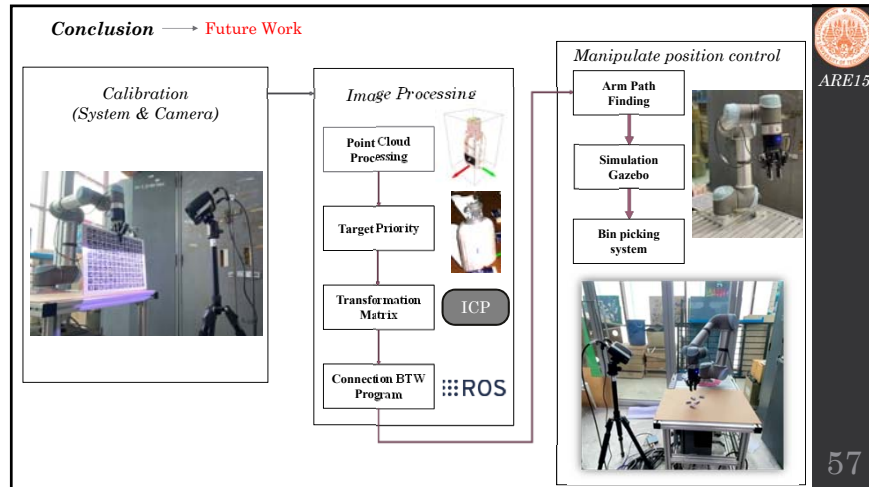 Conclusion
Future Work
Calibration
(System & Camera)
Image Processing
Point Cloud
Processing
Target Priority
Transformation
Matrix
ICP
Connection BTW
Program
ROS
Manipulate position control
Arm Path
Finding
Simulation
Gazebo
Bin picking
system
ARE15
57